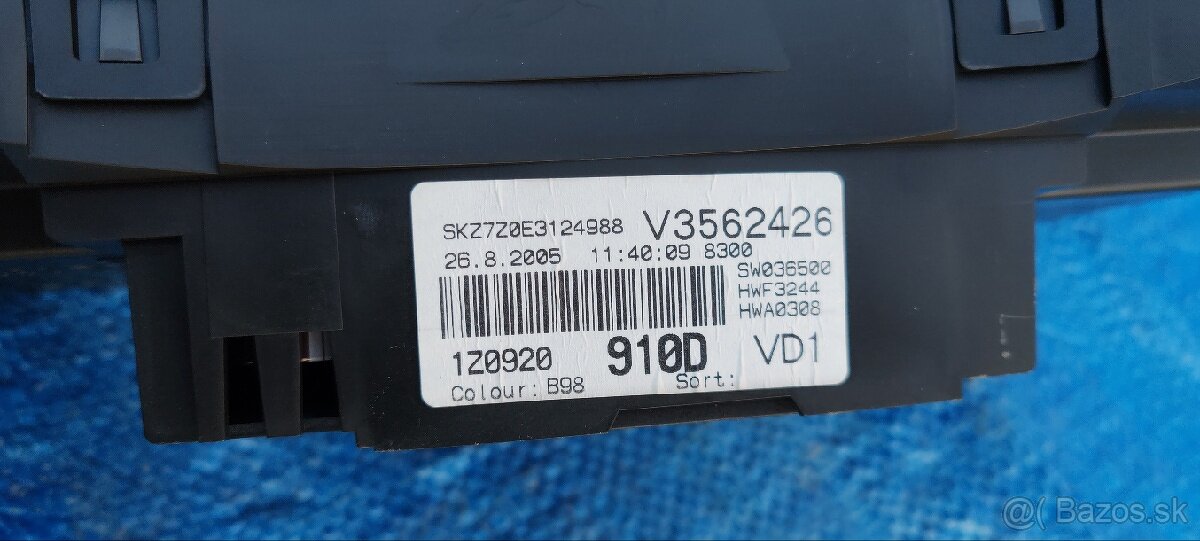 SKZ7Z0E3124988 V3562426
26.8.2005 11:40:09 8300
SW036500
HWF3244
HWA0308
1Z0920 910D VD1
Colour: B98 Sort:
@( Bazos.sk